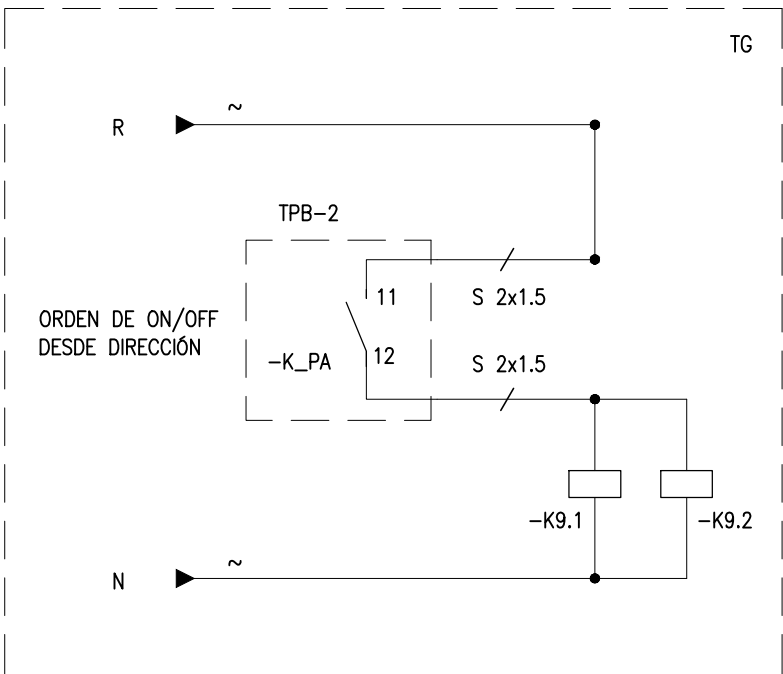 TG
R
~
TPB-2
11
S 2x1.5
ORDEN DE ON/OFF
DESDE DIRECCIÓN
-K_PA
12
S 2x1.5
-K9.1
-K9.2
N
~